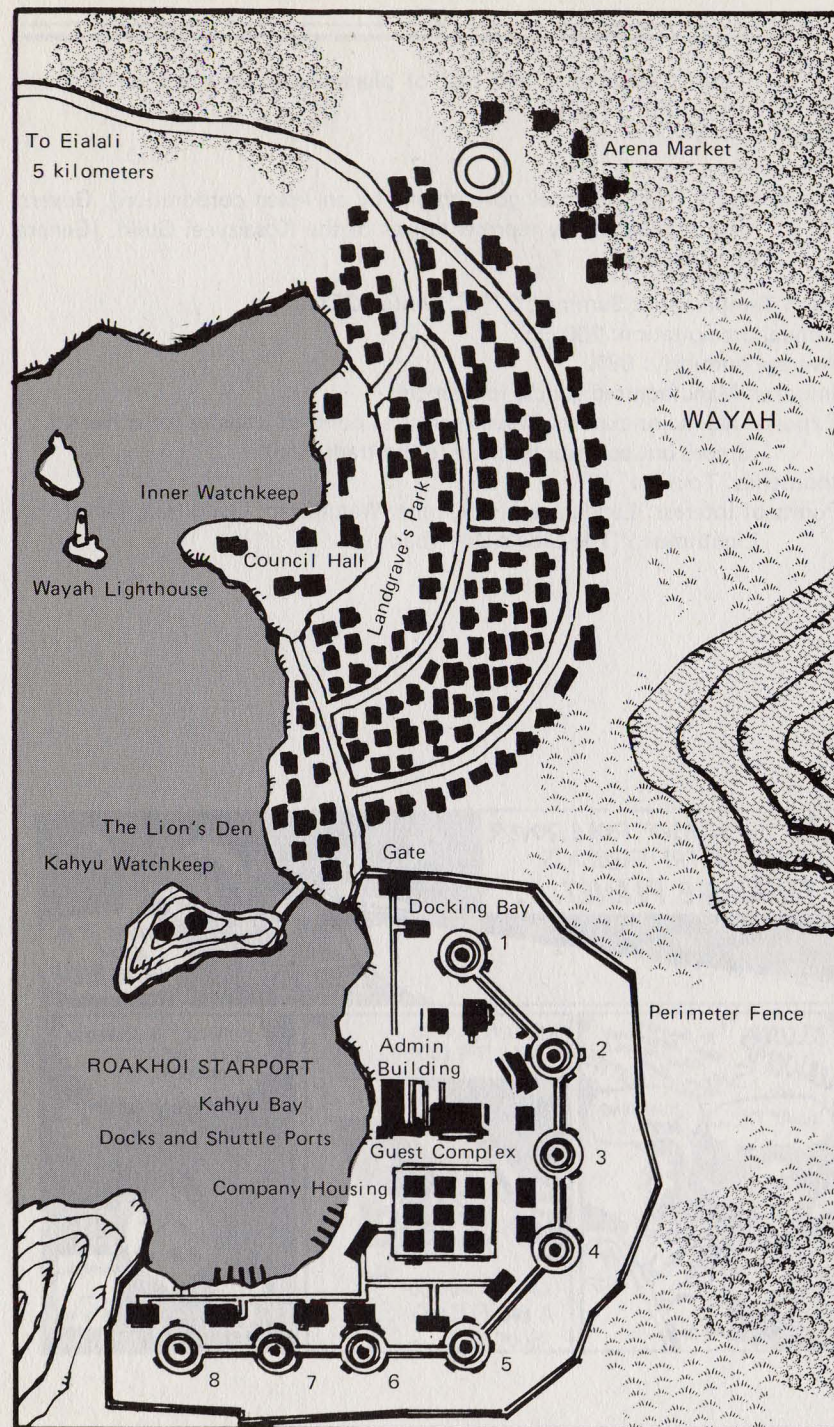 To Eialali
5 kilometers
Arena Market
WAYAH
Inner Watchkeep
Council Hall
Landgrave's Park
Wayah Lighthouse
The Lion's Den
Kahyu Watchkeep
Gate
Docking Bay
1
Perimeter Fence
2
Admin
Building
ROAKHOI STARPORT
Kahyu Bay
Docks and Shuttle Ports
Guest Complex
3
Company Housing
4
5
6
7
8